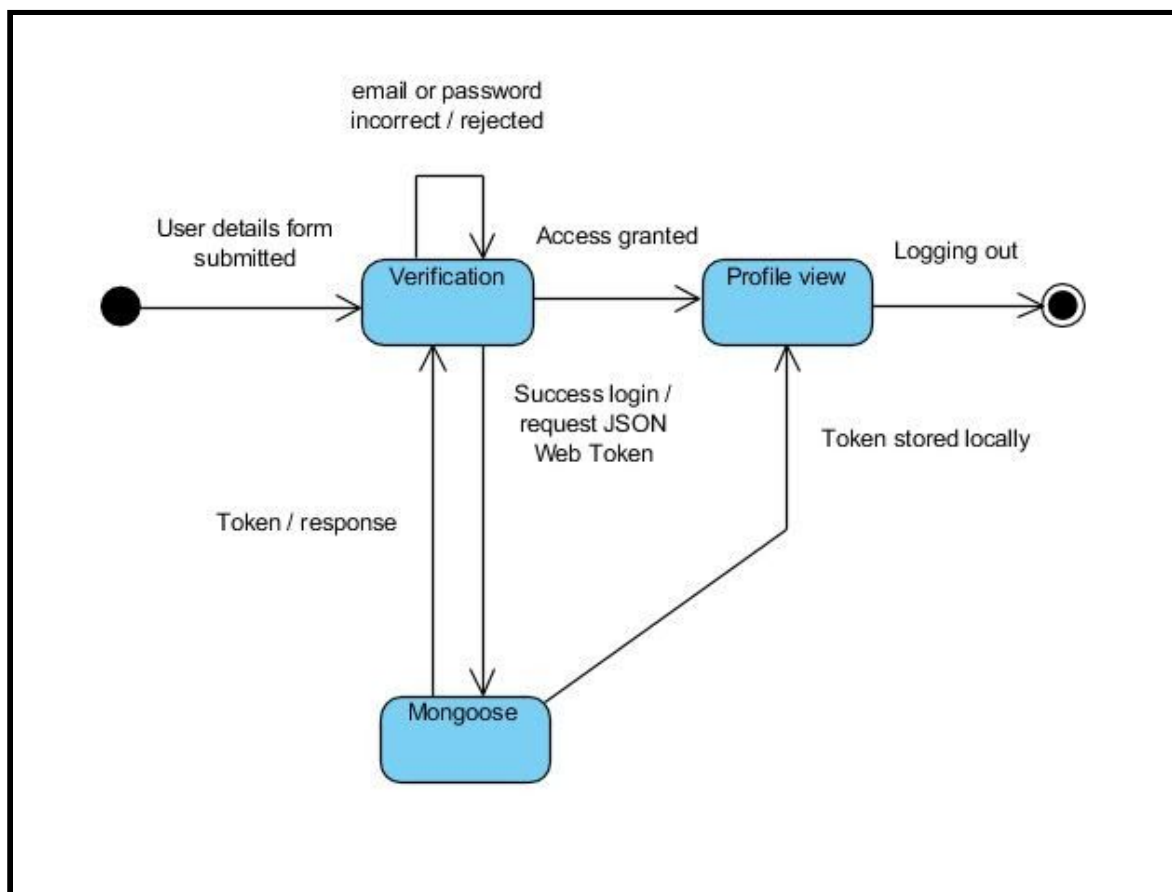 email or password
incorrect / rejected
User details form
submitted
Access granted
Logging out
Verification
Profile view
Success login /
request JSON
Web Token
Token stored locally
Token / response
Mongoose